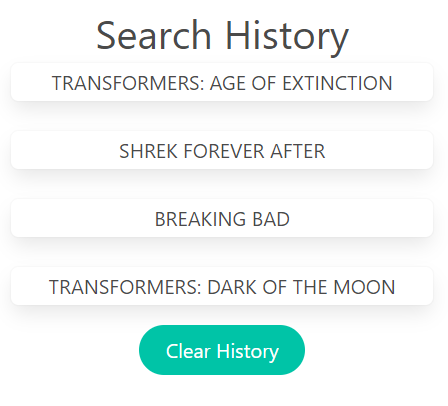 Search History
TRANSFORMERS: AGE OF EXTINCTION
SHREK FOREVER AFTER
BREAKING BAD
TRANSFORMERS: DARK OF THE MOON
Clear History